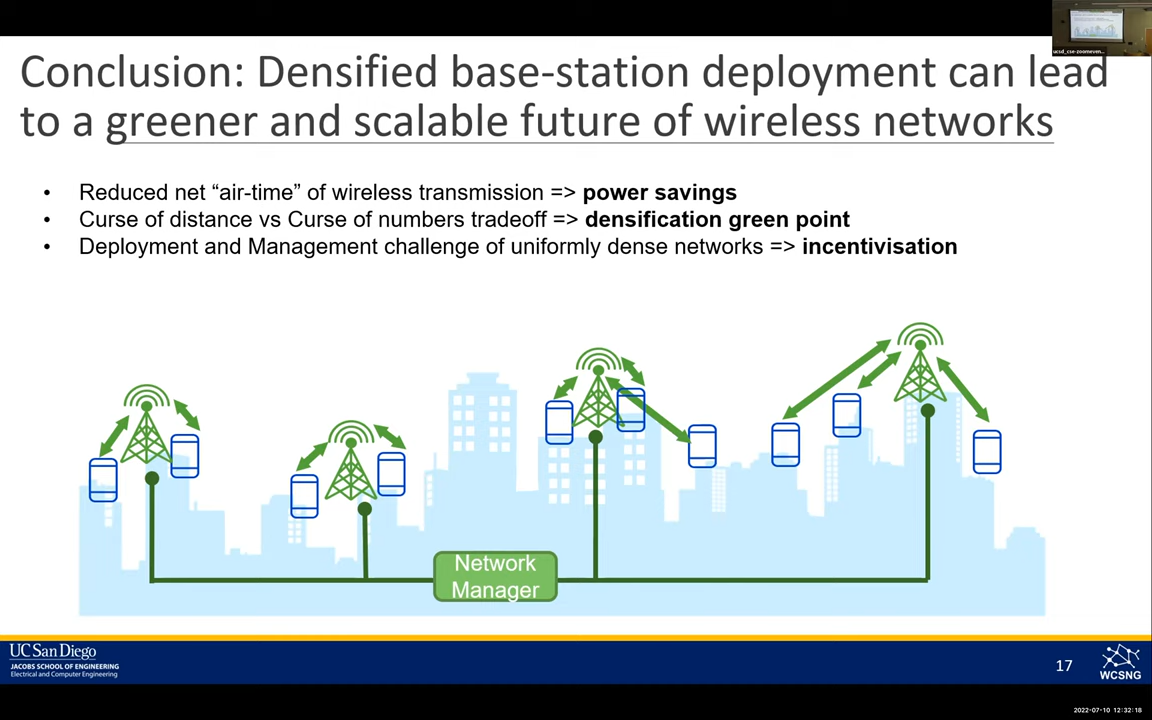 ucsd_cse-zoomeven...
Conclusion: Densified base-station deployment can lead
to a greener and scalable future of wireless networks
• Reduced net “air-time” of wireless transmission => power savings
• Curse of distance vs Curse of numbers tradeoff => densification green point
• Deployment and Management challenge of uniformly dense networks => incentivisation
Network
Manager
UC San Diego
JACOBS SCHOOL OF ENGINEERING
Electrical and Computer Engineering
17
WCSNG
2022-07-10 12:32:18